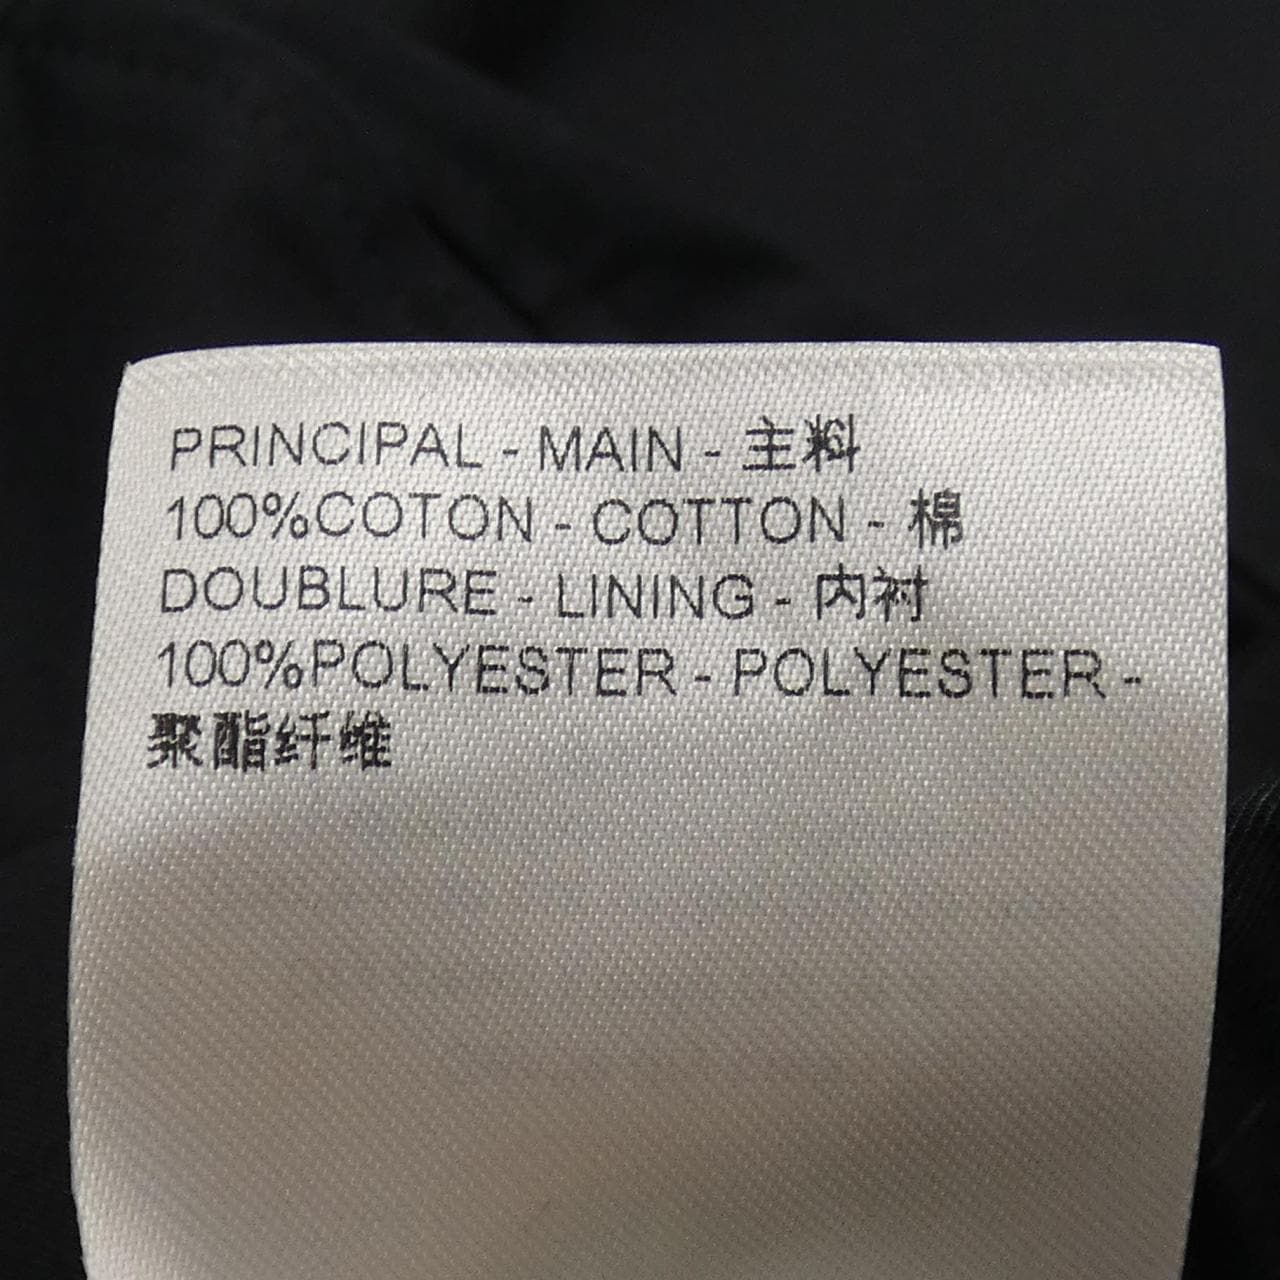 PRINCIPAL - MAIN - 主料
100%COTON - COTTON - 棉
DOUBLURE - LINING - 内衬
100%POLYESTER - POLYESTER -
聚酯纤维